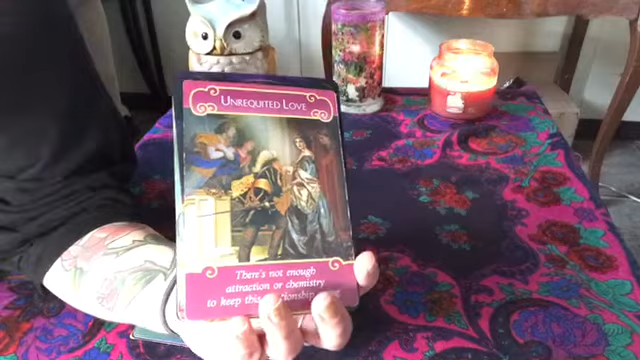 UNREQUITED LOVE
There's not enough
attraction or chemistry
to keep this